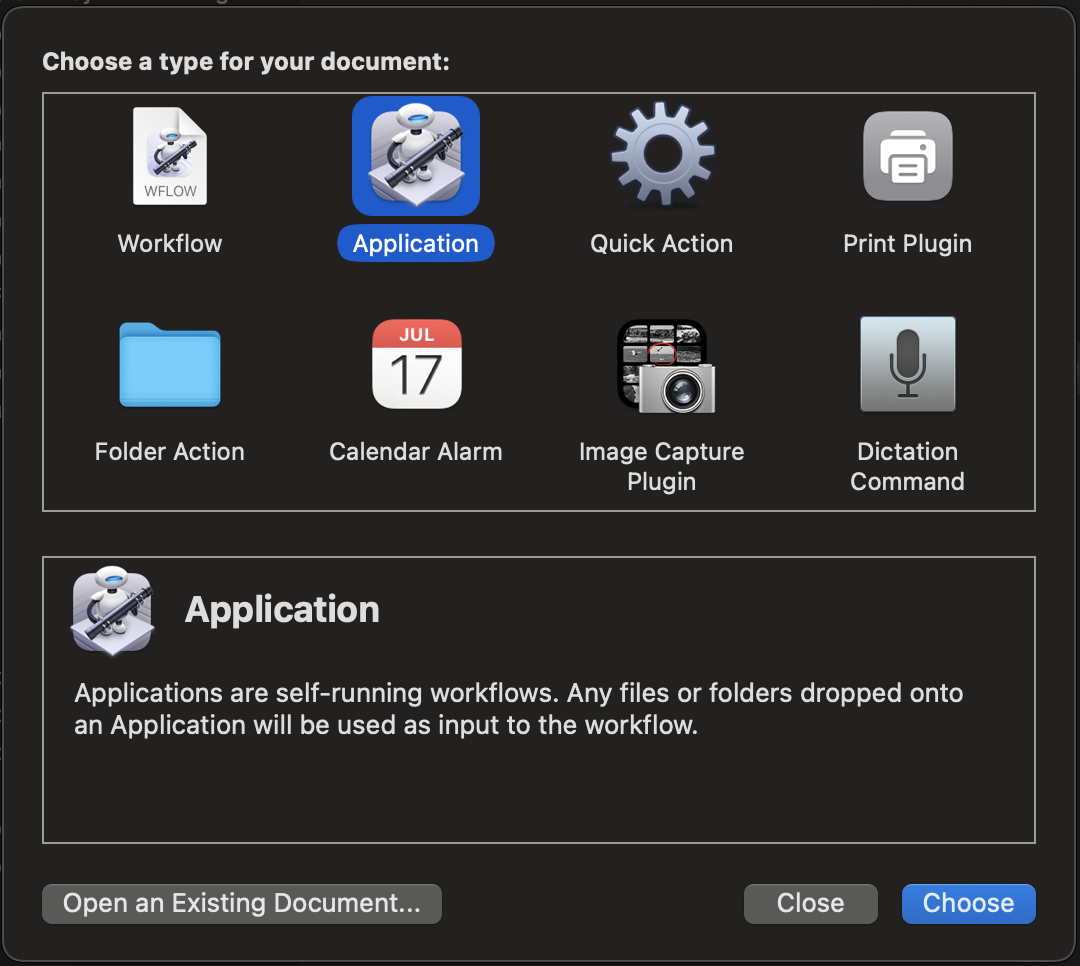 Choose a type for your document:
WFLOW
Workflow
Application
Quick Action
Print Plugin
JUL
17
Folder Action
Calendar Alarm
Image Capture
Plugin
Dictation
Command
Application
Applications are self-running workflows. Any files or folders dropped onto
an Application will be used as input to the workflow.
Open an Existing Document...
Close
Choose